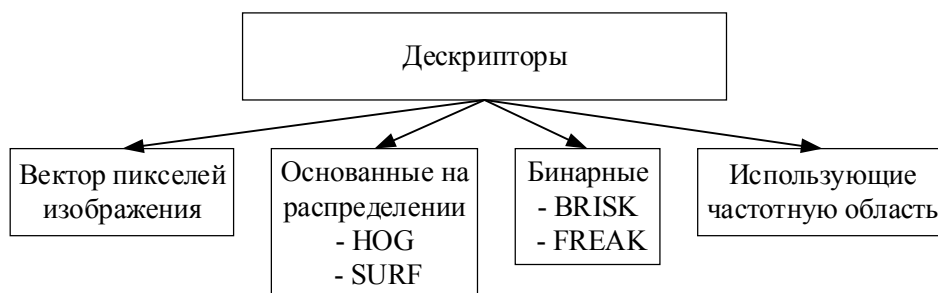 Дескрипторы
Вектор пикселей
изображения
Основанные на
распределении
- HOG
- SURF
Бинарные
- BRISK
- FREAK
Использующие
частотную область